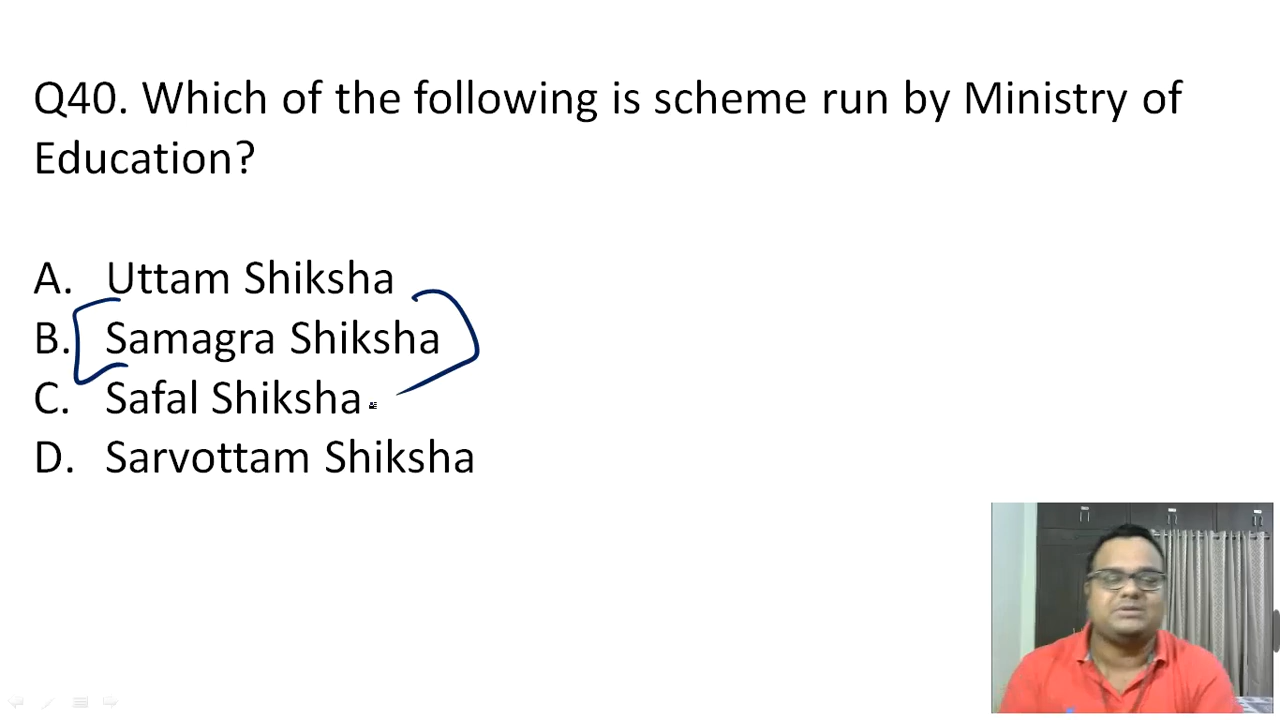 Q40. Which of the following is scheme run by Ministry of
Education?
A. Uttam Shiksha
B. Samagra Shiksha
C. Safal Shiksha
D. Sarvottam Shiksha